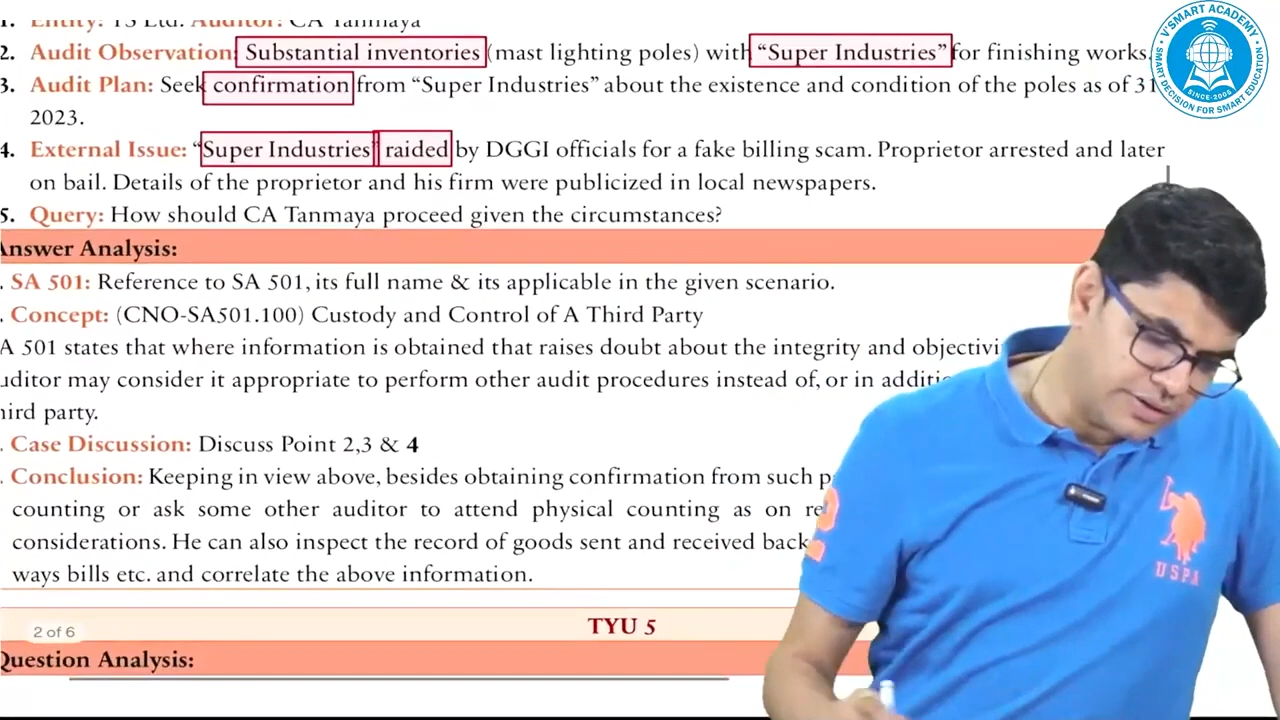 1. Entity: TS Ltd. Auditor: CA Tanmaya
2. Audit Observation: Substantial inventories (mast lighting poles) with “Super Industries” for finishing works.
3. Audit Plan: Seek confirmation from “Super Industries” about the existence and condition of the poles as of 31
2023.
4. External Issue: “Super Industries” raided by DGGI officials for a fake billing scam. Proprietor arrested and later
on bail. Details of the proprietor and his firm were publicized in local newspapers.
5. Query: How should CA Tanmaya proceed given the circumstances?
Answer Analysis:
. SA 501: Reference to SA 501, its full name & its applicable in the given scenario.
. Concept: (CNO-SA501.100) Custody and Control of A Third Party
A 501 states that where information is obtained that raises doubt about the integrity and objectivi
uditor may consider it appropriate to perform other audit procedures instead of, or in additi
hird party.
. Case Discussion: Discuss Point 2,3 & 4
. Conclusion: Keeping in view above, besides obtaining confirmation from such p
counting or ask some other auditor to attend physical counting as on re
considerations. He can also inspect the record of goods sent and received back
ways bills etc. and correlate the above information.
TYU 5
2 of 6
Question Analysis:
V'SMART ACADEMY
SMART DECISION FOR SMART EDUCATION
SINCE-2005
USPA